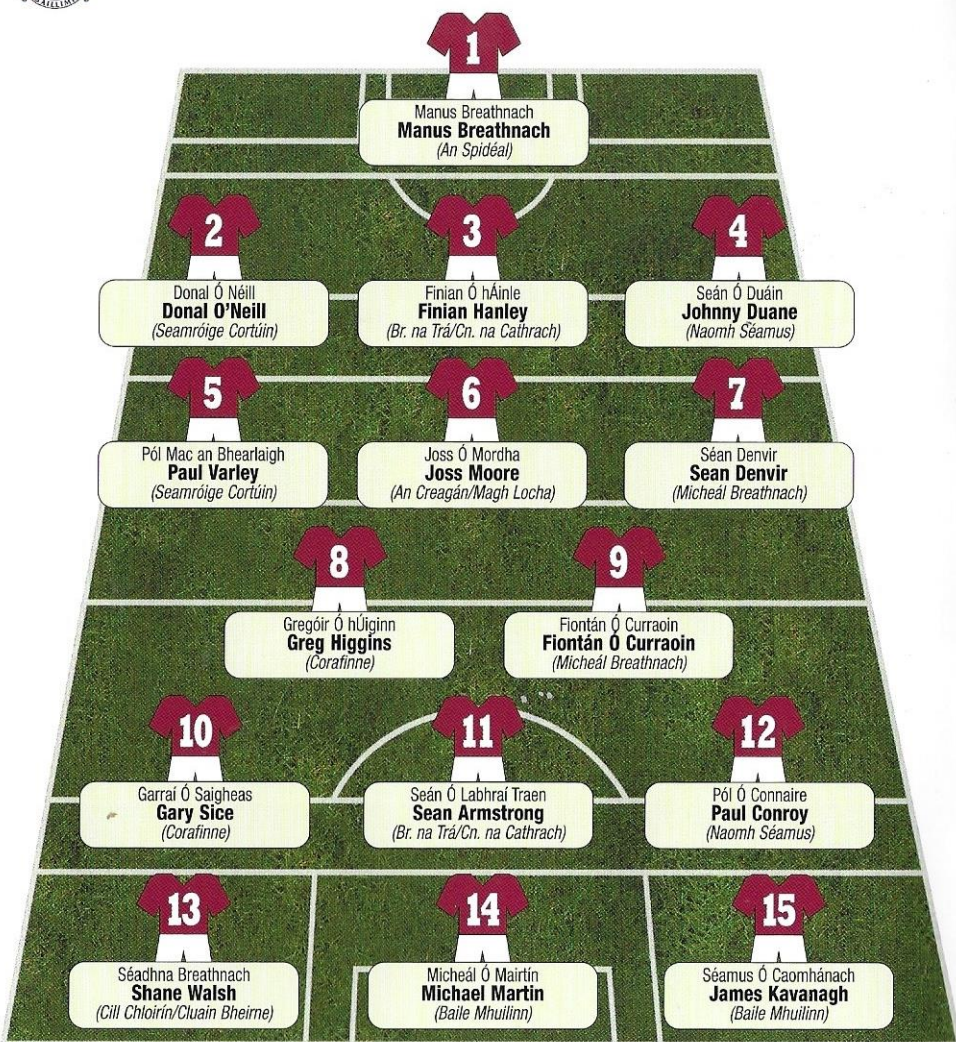 GAILLIMH
1
Manus Breathnach
Manus Breathnach
(An Spidéal)
2
3
4
Donal Ó Néill
Donal O'Neill
(Seamróige Cortúin)
Finian Ó hÁinle
Finian Hanley
(Br. na Trá/Cn. na Cathrach)
Seán Ó Duáin
Johnny Duane
(Naomh Séamus)
5
6
7
Pól Mac an Bhearlaigh
Paul Varley
(Seamróige Cortúin)
Joss Ó Mordha
Joss Moore
(An Creagán/Magh Locha)
Séan Denvir
Sean Denvir
(Micheál Breathnach)
8
9
Gregóir Ó hÚiginn
Greg Higgins
(Corafinne)
Fiontán Ó Curraoin
Fiontán Ó Curraoin
(Micheál Breathnach)
10
11
12
Garraí Ó Saigheas
Gary Sice
(Corafinne)
Seán Ó Labhraí Traen
Sean Armstrong
(Br. na Trá/Cn. na Cathrach)
Pól Ó Connaire
Paul Conroy
(Naomh Séamus)
13
14
15
Séadhna Breathnach
Shane Walsh
(Cill Chloirín/Cluain Bheirne)
Micheál Ó Mairtín
Michael Martin
(Baile Mhuilinn)
Séamus Ó Caomhánach
James Kavanagh
(Baile Mhuilinn)